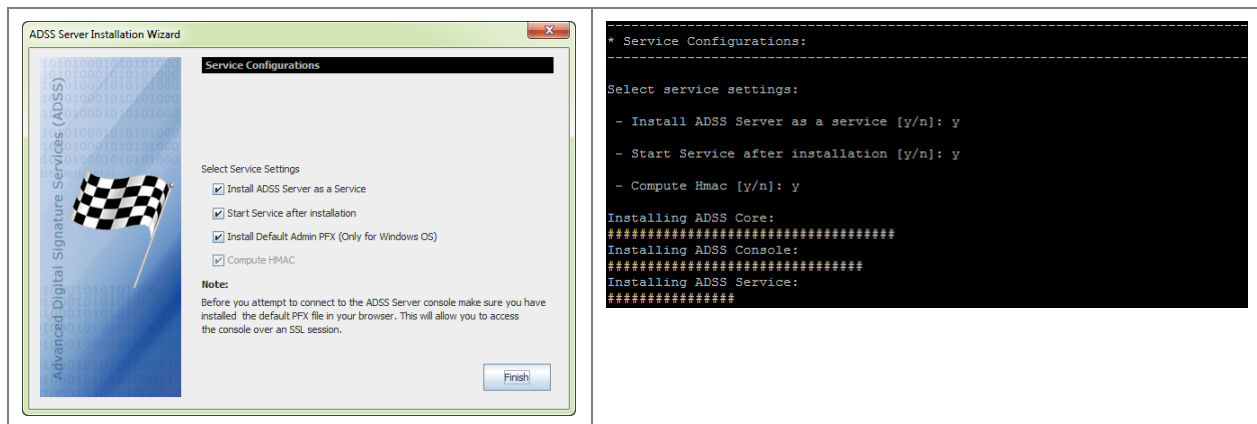 ADSS Server Installation Wizard
Service Configurations
Advanced Digital Signature Services (ADSS)
Select Service Settings
Install ADSS Server as a Service
Start Service after installation
Install Default Admin PFX (Only for Windows OS)
Compute HMAC
Note:
Before you attempt to connect to the ADSS Server console make sure you have
installed the default PFX file in your browser. This will allow you to access
the console over an SSL session.
Finish
--------------------------------------------------------------------------------
* Service Configurations:
--------------------------------------------------------------------------------
Select service settings:
- Install ADSS Server as a service [y/n]: y
- Start Service after installation [y/n]: y
- Compute Hmac [y/n]: y
Installing ADSS Core:
####################################
Installing ADSS Console:
################################
Installing ADSS Service:
################